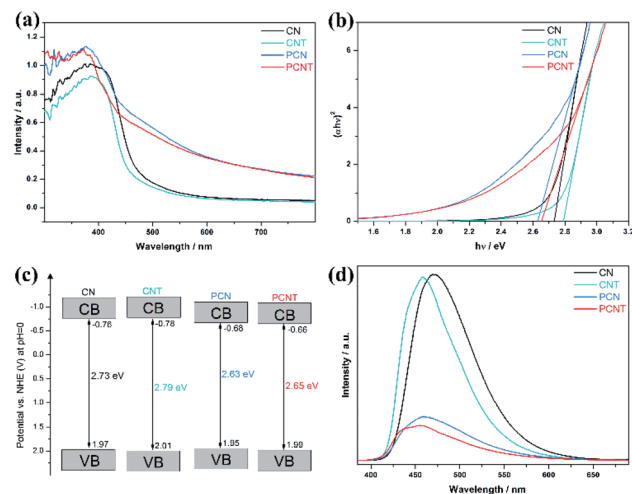 (a)
CN
CNT
PCN
PCNT
1.2
1.0
0.8
0.6
0.4
0.2
0.0
Intensity / a.u.
400 500 600 700
Wavelength / nm
(b)
CN
CNT
PCN
PCNT
6
4
2
0
(αhν)²
1.6 1.8 2.0 2.2 2.4 2.6 2.8 3.0 3.2
hν / eV
(c)
CN CNT PCN PCNT
CB CB CB CB
-0.76 -0.78 -0.68 -0.66
2.73 eV 2.79 eV 2.63 eV 2.65 eV
1.97 2.01 1.95 1.99
VB VB VB VB
-1.0
-0.5
0.0
0.5
1.0
1.5
2.0
Potential vs. NHE (V) at pH=0
(d)
CN
CNT
PCN
PCNT
Intensity / a.u.
400 450 500 550 600 650
Wavelength / nm